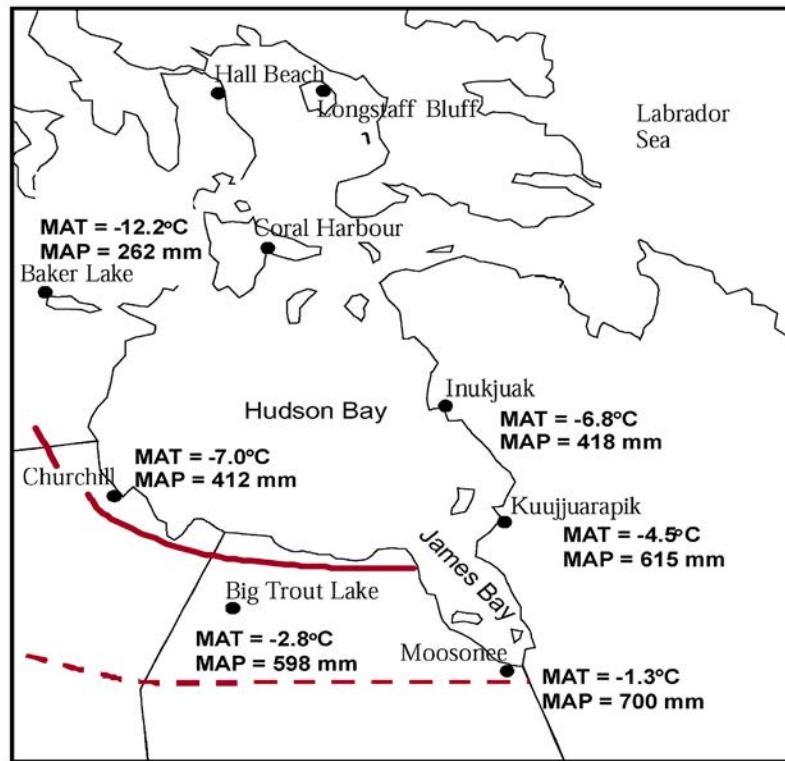 Hall Beach
Longstaff Bluff
Labrador
Sea
MAT = -12.2°C
MAP = 262 mm
Baker Lake
Coral Harbour
Inukjuak
MAT = -6.8°C
MAP = 418 mm
Hudson Bay
MAT = -7.0°C
MAP = 412 mm
Churchill
Kuujjuarapik
MAT = -4.5°C
MAP = 615 mm
James Bay
Big Trout Lake
MAT = -2.8°C
MAP = 598 mm
Moosonee
MAT = -1.3°C
MAP = 700 mm